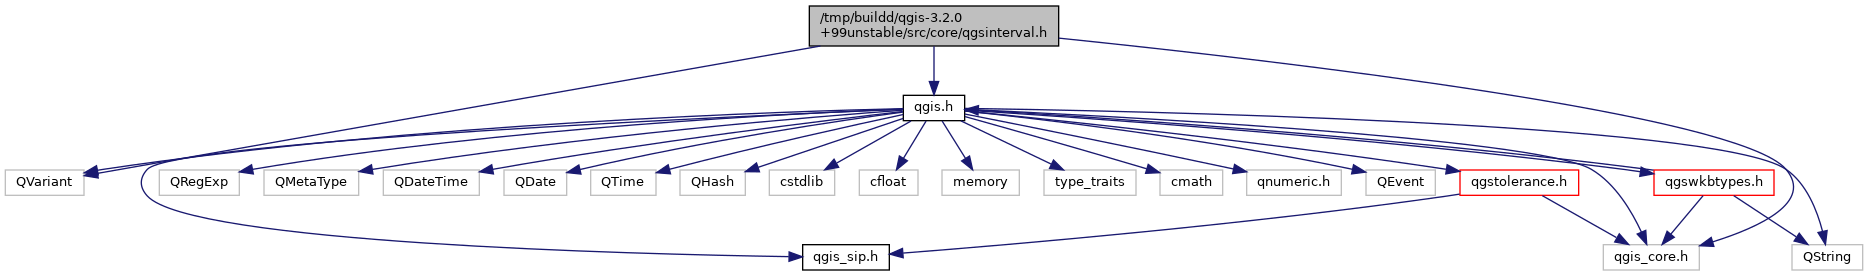 /tmp/buildd/qgis-3.2.0
+99unstable/src/core/qgsinterval.h
qgis.h
QVariant
QRegExp
QMetaType
QDateTime
QDate
QTime
QHash
cstdlib
cfloat
memory
type_traits
cmath
qnumeric.h
QEvent
qgstolerance.h
qgswkbtypes.h
qgis_sip.h
qgis_core.h
QString